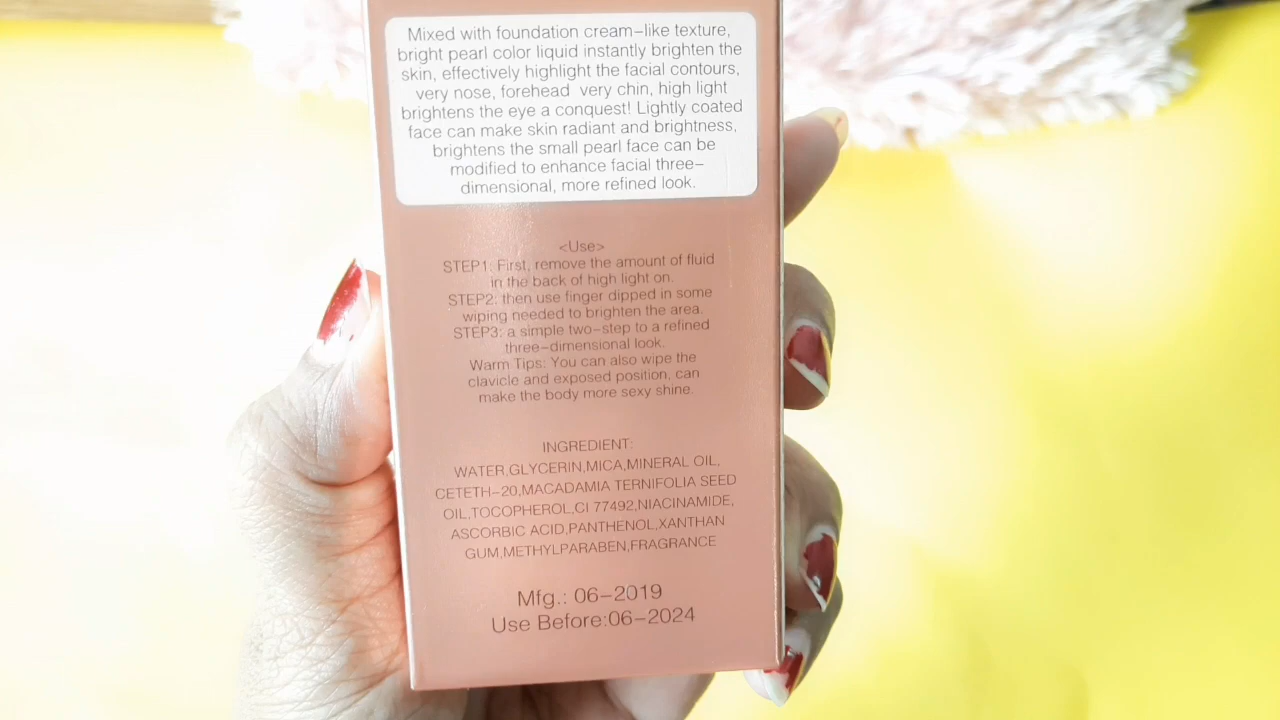 Mixed with foundation cream-like texture,
bright pearl color liquid instantly brighten the
skin, effectively highlight the facial contours,
very nose, forehead very chin, high light
brightens the eye a conquest! Lightly coated
face can make skin radiant and brightness,
brightens the small pearl face can be
modified to enhance facial three-
dimensional, more refined look.
<Use>
STEP1: First, remove the amount of fluid
in the back of high light on.
STEP2: then use finger dipped in some
wiping needed to brighten the area.
STEP3: a simple two-step to a refined
three-dimensional look.
Warm Tips: You can also wipe the
clavicle and exposed position, can
make the body more sexy shine.
INGREDIENT:
WATER,GLYCERIN,MICA,MINERAL OIL,
CETETH-20,MACADAMIA TERNIFOLIA SEED
OIL,TOCOPHEROL,CI 77492,NIACINAMIDE,
ASCORBIC ACID,PANTHENOL,XANTHAN
GUM,METHYLPARABEN,FRAGRANCE
Mfg.: 06-2019
Use Before:06-2024